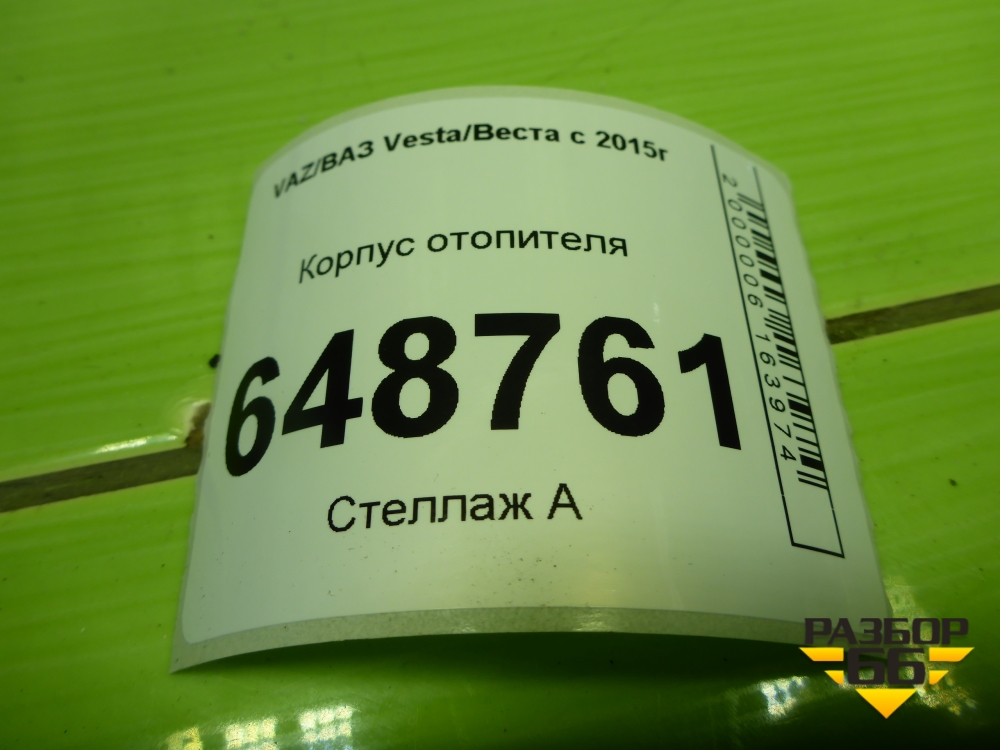 VAZ/ВАЗ Vesta/Веста с 2015г
Корпус отопителя
648761
Стеллаж А
2000006163974
РАЗБОР
66